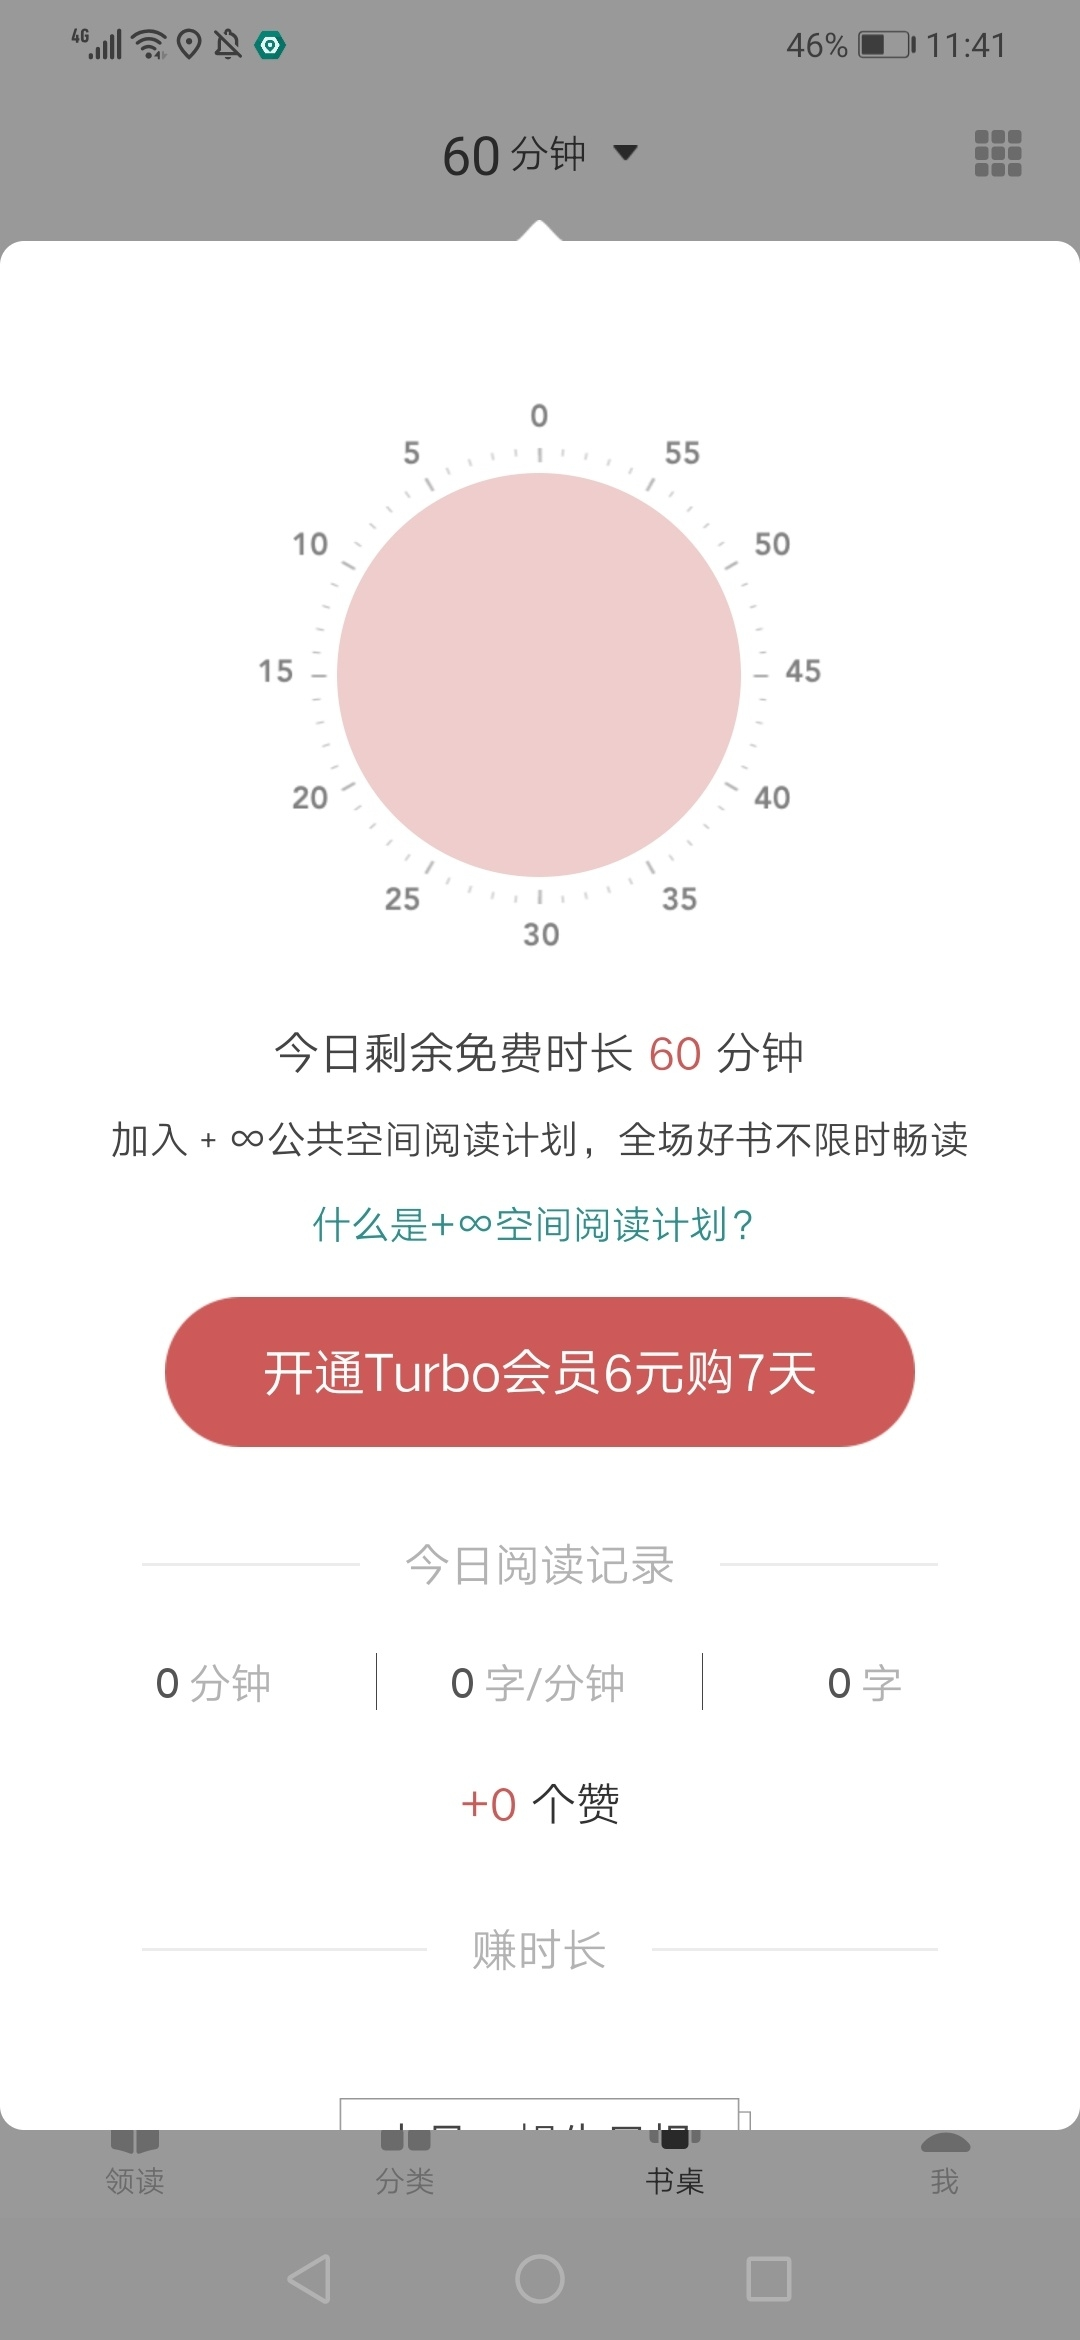 4G 46% 11:41
60 分钟
0
5 55
10 50
15 45
20 40
25 35
30
今日剩余免费时长 60 分钟
加入 + ∞公共空间阅读计划，全场好书不限时畅读
什么是+∞空间阅读计划?
开通Turbo会员6元购7天
今日阅读记录
0 分钟 0 字/分钟 0 字
+0 个赞
赚时长
领读 分类 书桌 我